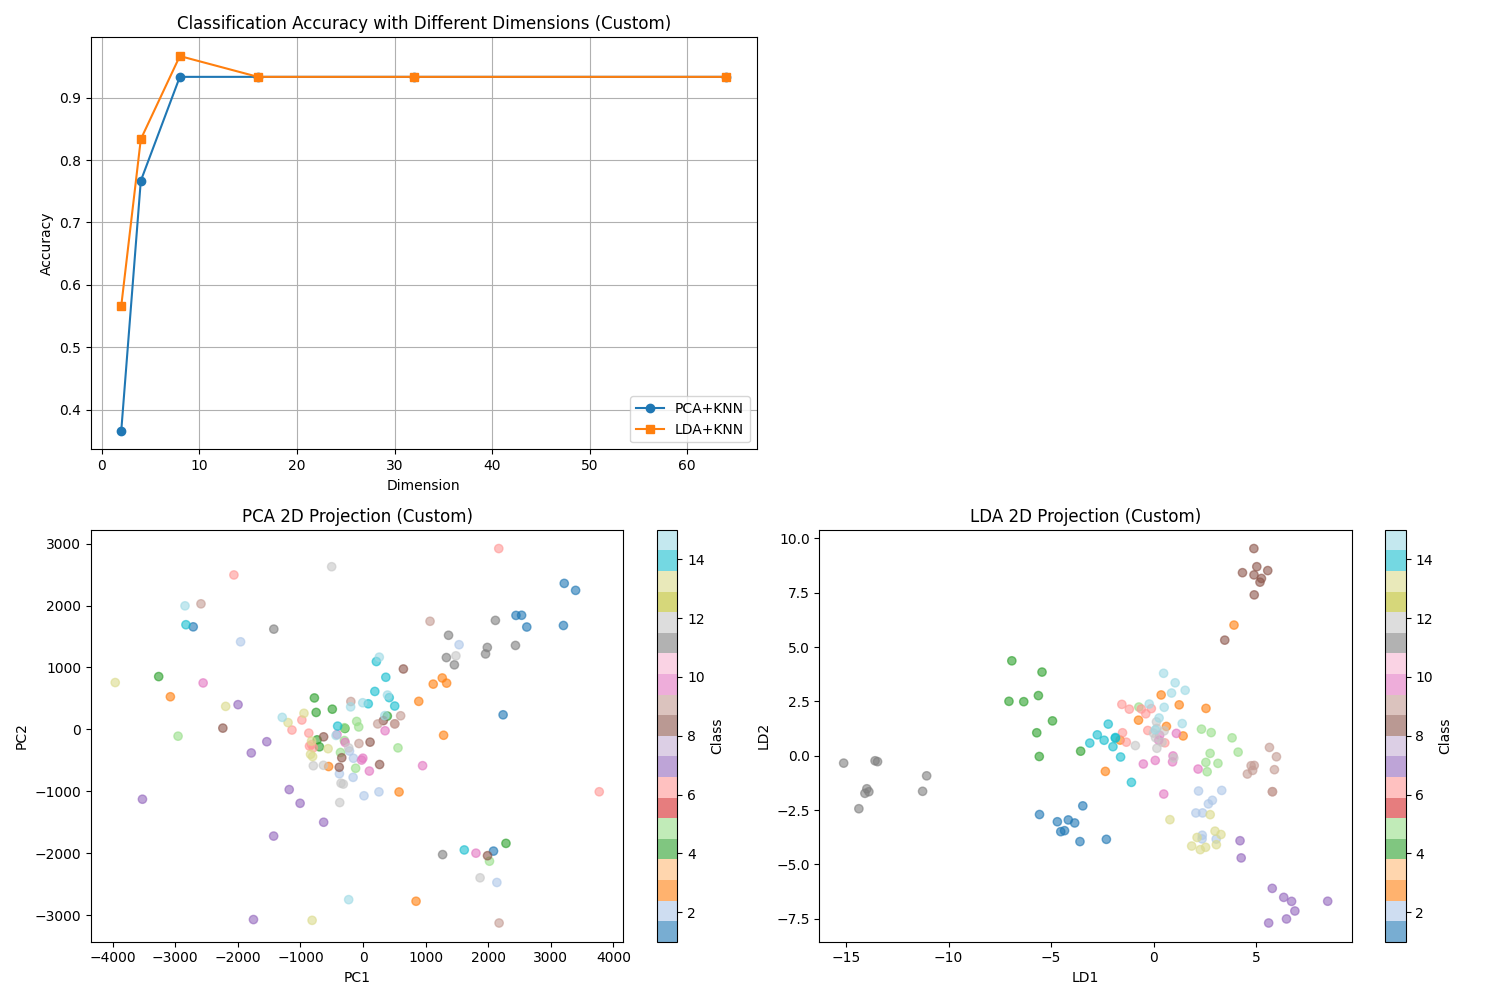 Classification Accuracy with Different Dimensions (Custom)
Accuracy
0.9
0.8
0.7
0.6
0.5
0.4
0 10 20 30 40 50 60
Dimension
PCA+KNN
LDA+KNN
PCA 2D Projection (Custom)
PC2
3000
2000
1000
0
−1000
−2000
−3000
−4000 −3000 −2000 −1000 0 1000 2000 3000 4000
PC1
14
12
10
8
6
4
2
Class
LDA 2D Projection (Custom)
LD2
10.0
7.5
5.0
2.5
0.0
−2.5
−5.0
−7.5
−15 −10 −5 0 5
LD1
14
12
10
8
6
4
2
Class